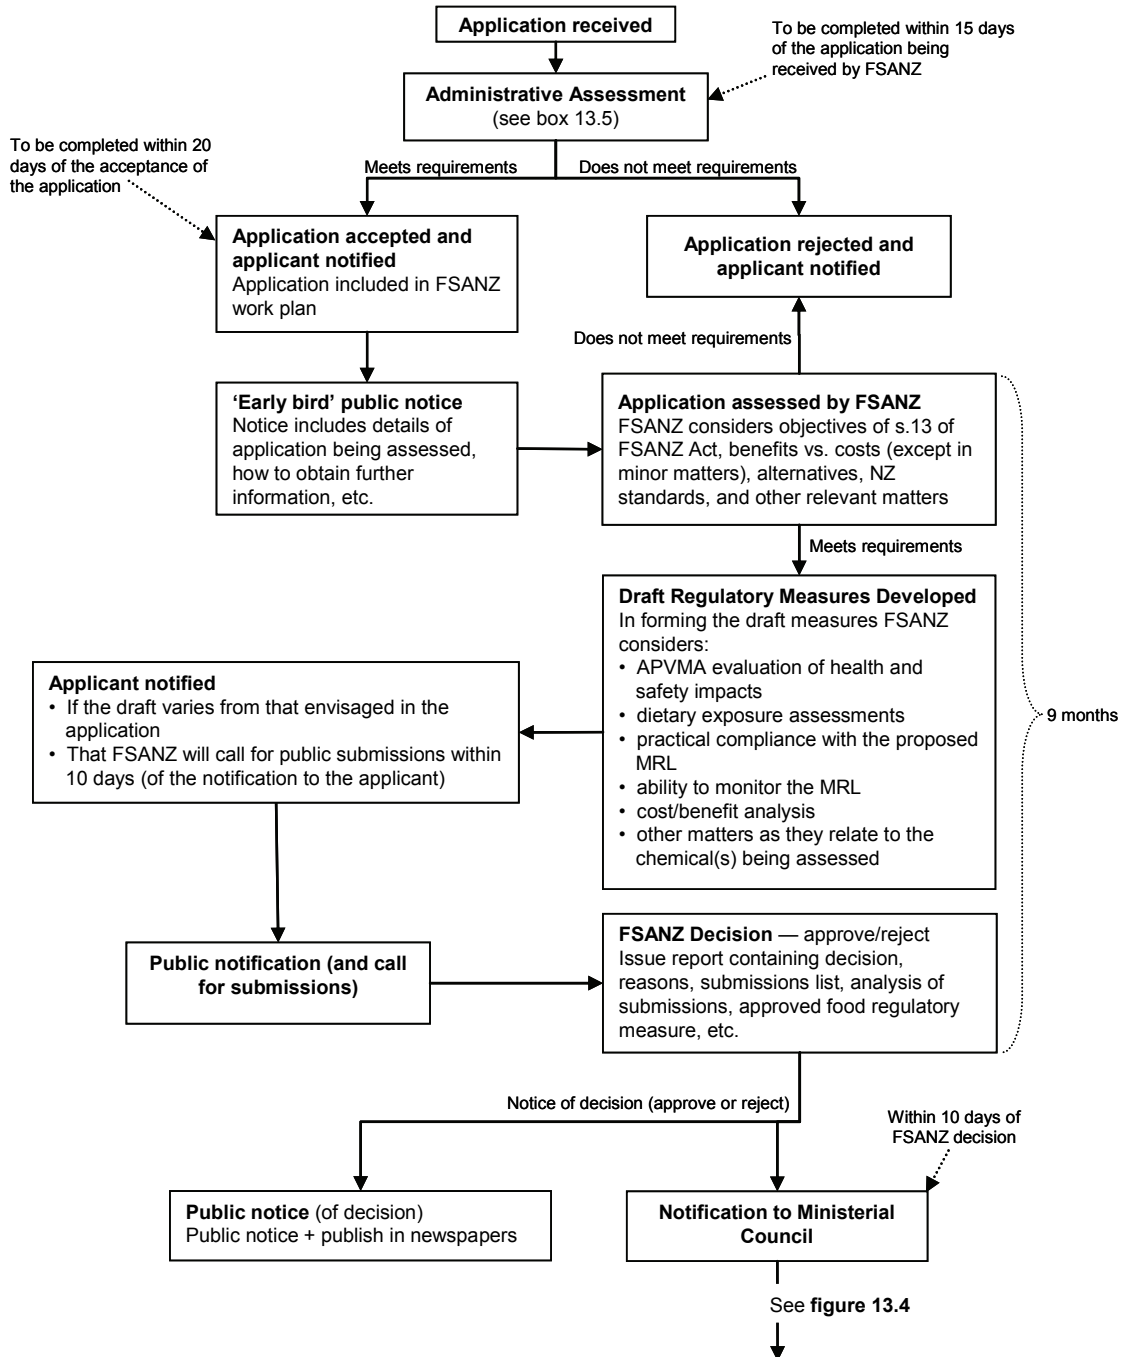 Application received
To be completed within 15 days
of the application being
received by FSANZ
Administrative Assessment
(see box 13.5)
To be completed within 20
days of the acceptance of
the application
Meets requirements
Does not meet requirements
Application accepted and
applicant notified
Application included in FSANZ
work plan
Application rejected and
applicant notified
Does not meet requirements
‘Early bird’ public notice
Notice includes details of
application being assessed,
how to obtain further
information, etc.
Application assessed by FSANZ
FSANZ considers objectives of s.13 of
FSANZ Act, benefits vs. costs (except in
minor matters), alternatives, NZ
standards, and other relevant matters
Meets requirements
Draft Regulatory Measures Developed
In forming the draft measures FSANZ
considers:
• APVMA evaluation of health and
safety impacts
• dietary exposure assessments
• practical compliance with the proposed
MRL
• ability to monitor the MRL
• cost/benefit analysis
• other matters as they relate to the
chemical(s) being assessed
9 months
Applicant notified
• If the draft varies from that envisaged in the
application
• That FSANZ will call for public submissions within
10 days (of the notification to the applicant)
Public notification (and call
for submissions)
FSANZ Decision — approve/reject
Issue report containing decision,
reasons, submissions list, analysis of
submissions, approved food regulatory
measure, etc.
Notice of decision (approve or reject)
Within 10 days of
FSANZ decision
Public notice (of decision)
Public notice + publish in newspapers
Notification to Ministerial
Council
See figure 13.4